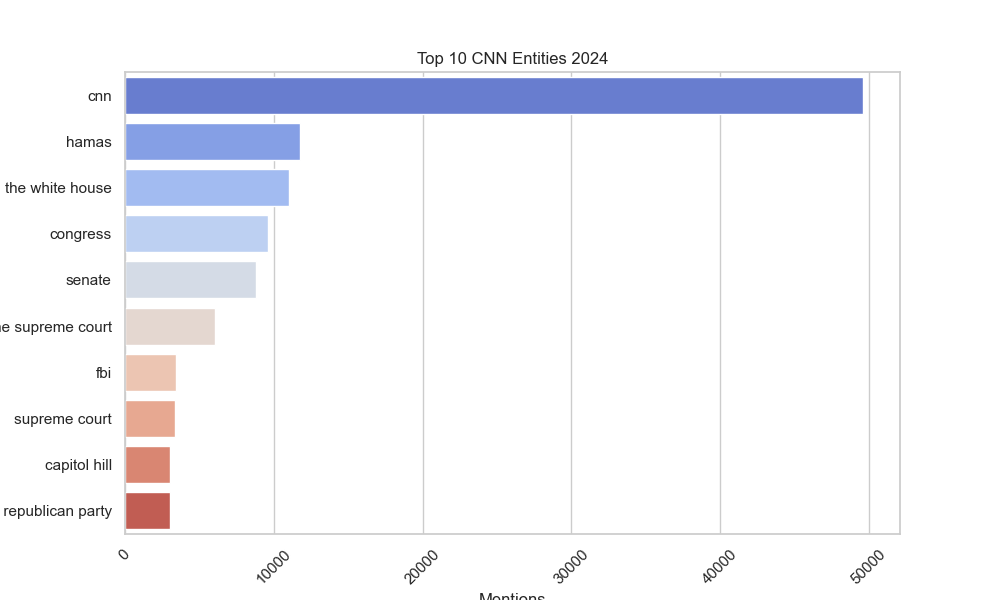 Top 10 CNN Entities 2024
cnn
hamas
the white house
congress
senate
supreme court
fbi
supreme court
capitol hill
republican party
0
10000
20000
30000
40000
50000
Mentions